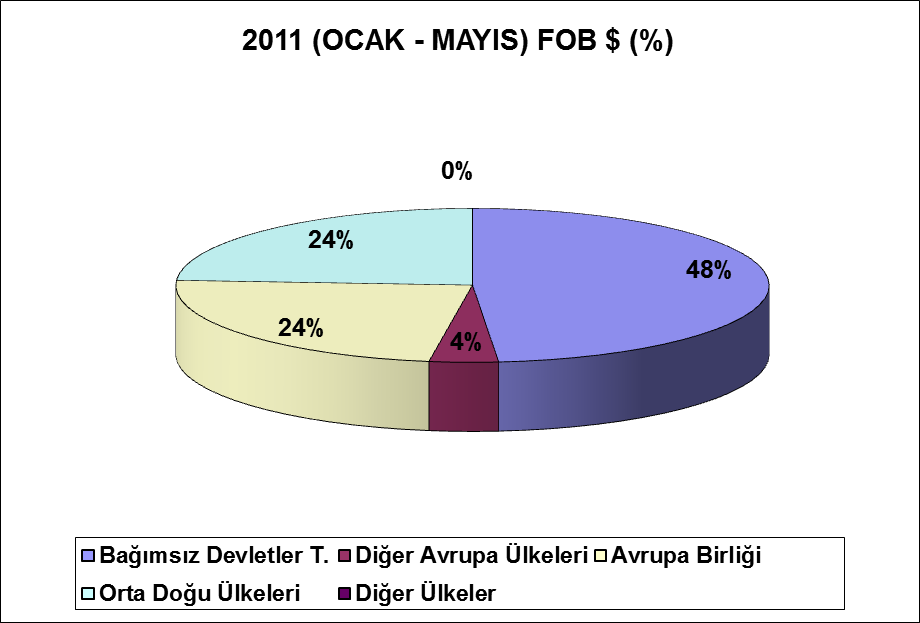 2011 (OCAK - MAYIS) FOB $ (%)
0%
24%
48%
24%
4%
Bağımsız Devletler T. Diğer Avrupa Ülkeleri Avrupa Birliği
Orta Doğu Ülkeleri Diğer Ülkeler